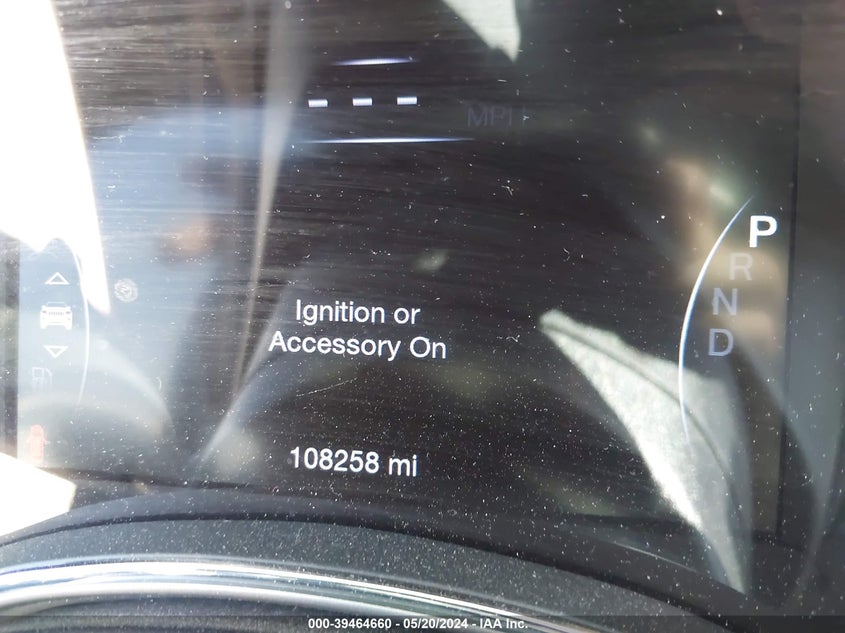 --- MPH
P
R
N
D
Ignition or
Accessory On
108258 mi
000-39464660 - 05/20/2024 - IAA Inc.